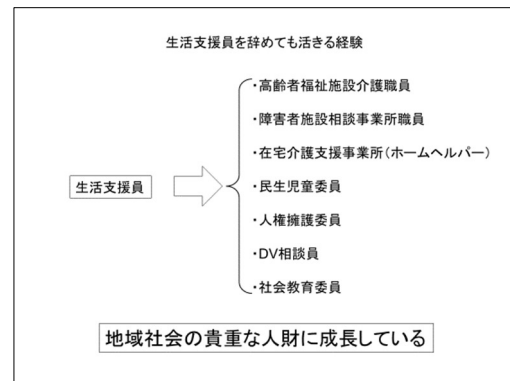 生活支援員を辞めても活きる経験
・高齢者福祉施設介護職員
・障害者施設相談事業所職員
・在宅介護支援事業所(ホームヘルパー)
生活支援員
・民生児童委員
・人権擁護委員
・DV相談員
・社会教育委員
地域社会の貴重な人財に成長している